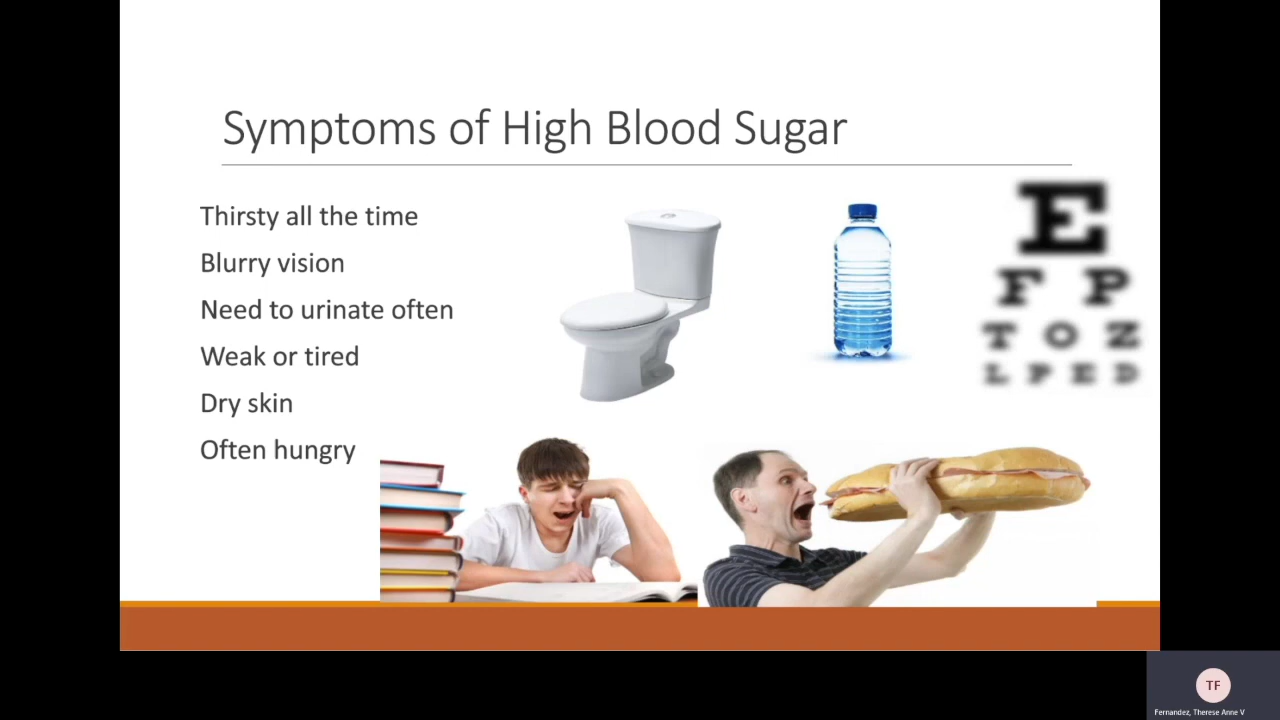 Symptoms of High Blood Sugar
Thirsty all the time
Blurry vision
Need to urinate often
Weak or tired
Dry skin
Often hungry
E
F P
T O Z
L P E D
TF
Fernandez, Therese Anne V